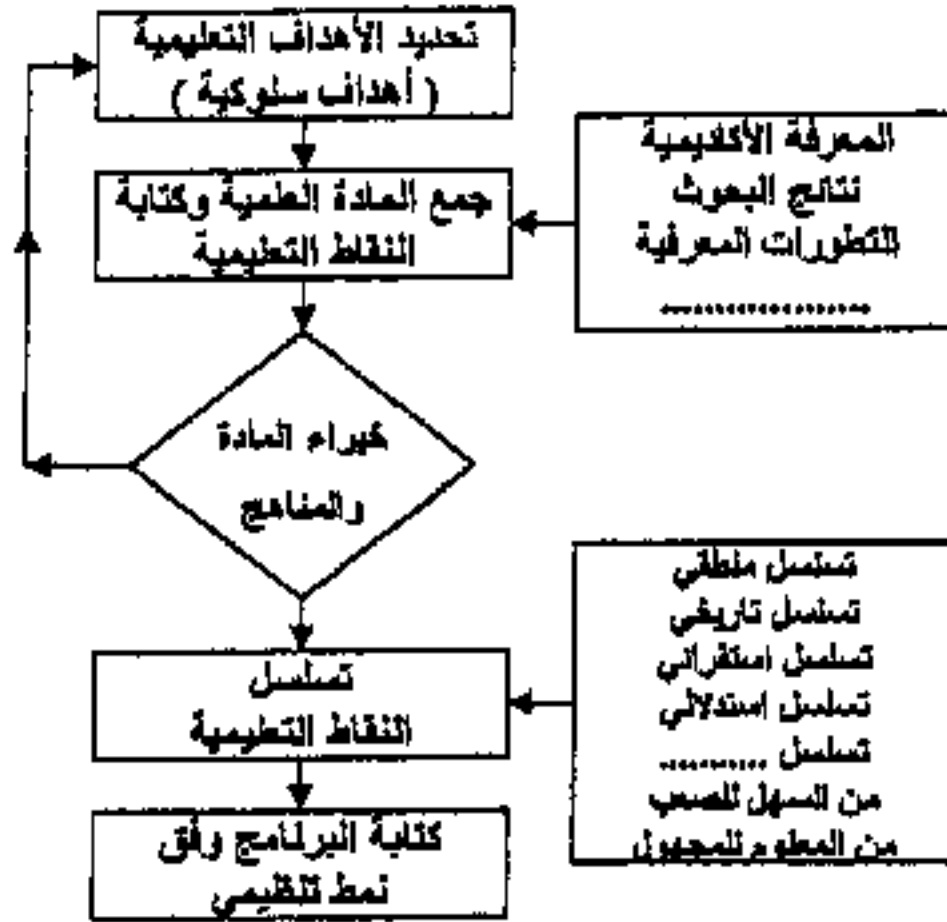 تحديد الأهداف التعليمية
( أهداف سلوكية )
جمع المادة العلمية وكتابة
النقاط التعليمية
المعرفة الأكاديمية
نتائج البحوث
للتطورات المعرفية
...................
خبراء المادة
والمناهج
تسلسل
النقاط التعليمية
تسلسل منطقي
تسلسل تاريخي
تسلسل استقرائي
تسلسل استدلالي
تسلسل ...........
من السهل للصعب
من المعلوم للمجهول
كتابة البرنامج وفق
نمط تنظيمي